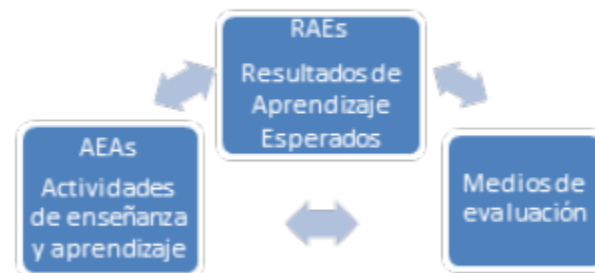 RAEs
Resultados de
Aprendizaje
Esperados
AEAs
Actividades
de enseñanza
y aprendizaje
Medios de
evaluación